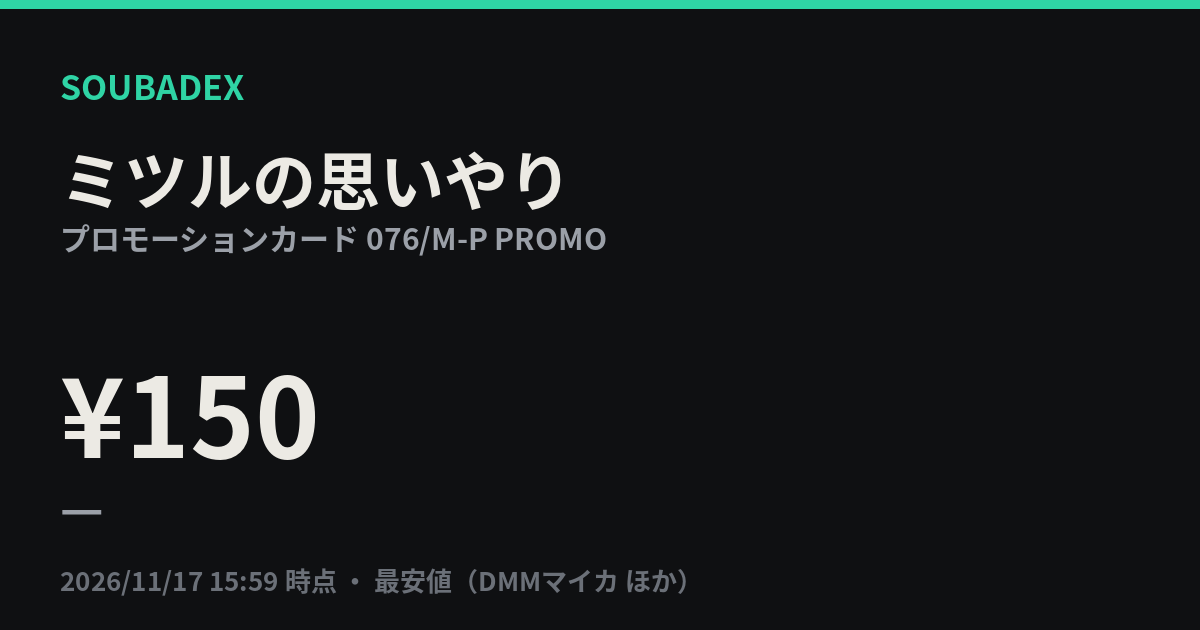 SOUBADEX
ミツルの思いやり
プロモーションカード 076/M-P PROMO
¥150
—
2026/11/17 15:59 時点 ・ 最安値（DMMマイカ ほか）